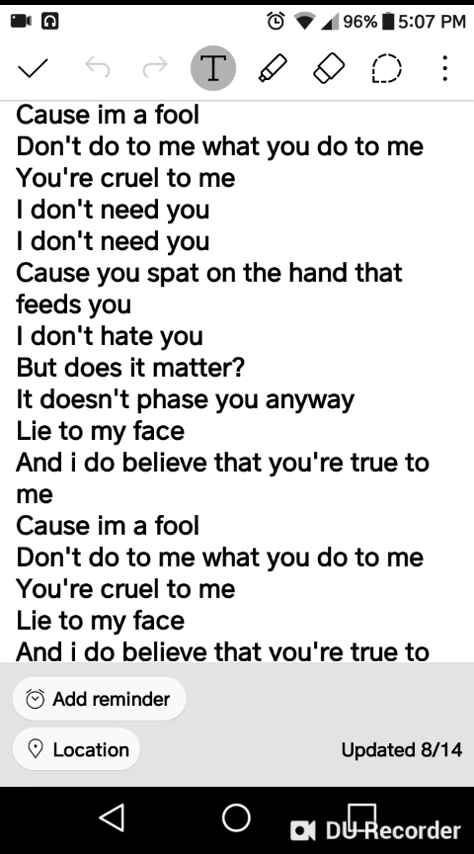 96% 5:07 PM
T
Cause im a fool
Don't do to me what you do to me
You're cruel to me
I don't need you
I don't need you
Cause you spat on the hand that
feeds you
I don't hate you
But does it matter?
It doesn't phase you anyway
Lie to my face
And i do believe that you're true to
me
Cause im a fool
Don't do to me what you do to me
You're cruel to me
Lie to my face
And i do believe that you're true to
Add reminder
Location Updated 8/14
DU Recorder